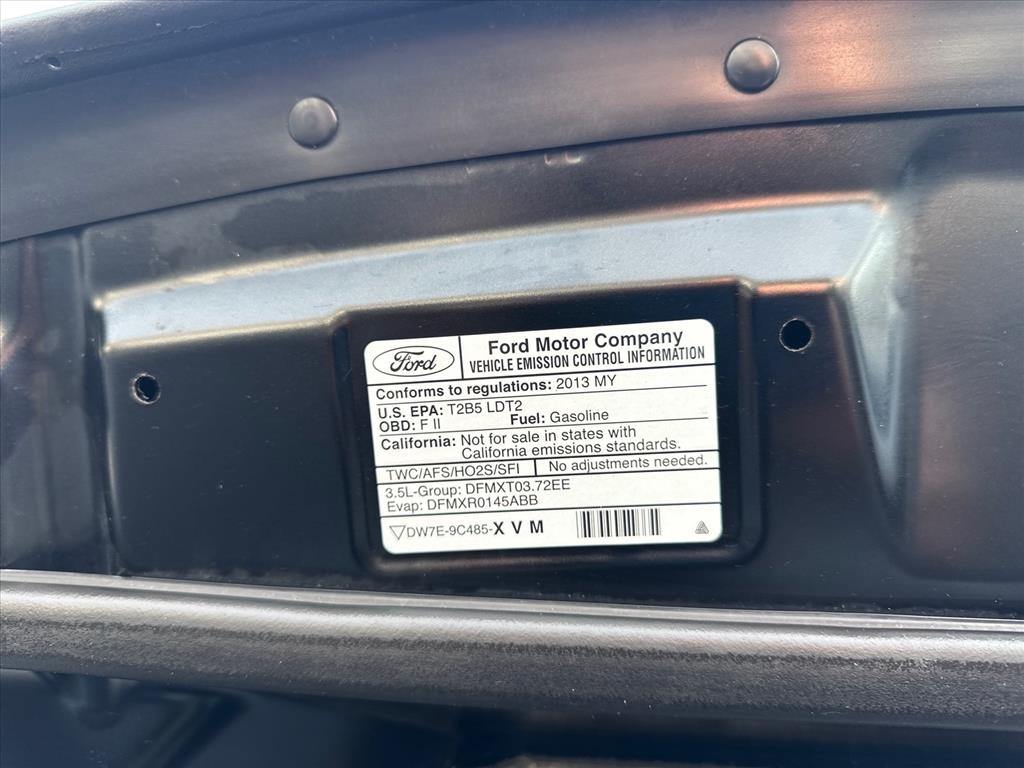 Ford
Ford Motor Company
VEHICLE EMISSION CONTROL INFORMATION
Conforms to regulations: 2013 MY
U.S. EPA: T2B5 LDT2
OBD: F II Fuel: Gasoline
California: Not for sale in states with
California emissions standards.
TWC/AFS/HO2S/SFI No adjustments needed.
3.5L-Group: DFMXT03.72EE
Evap: DFMXR0145ABB
DW7E-9C485-X V M